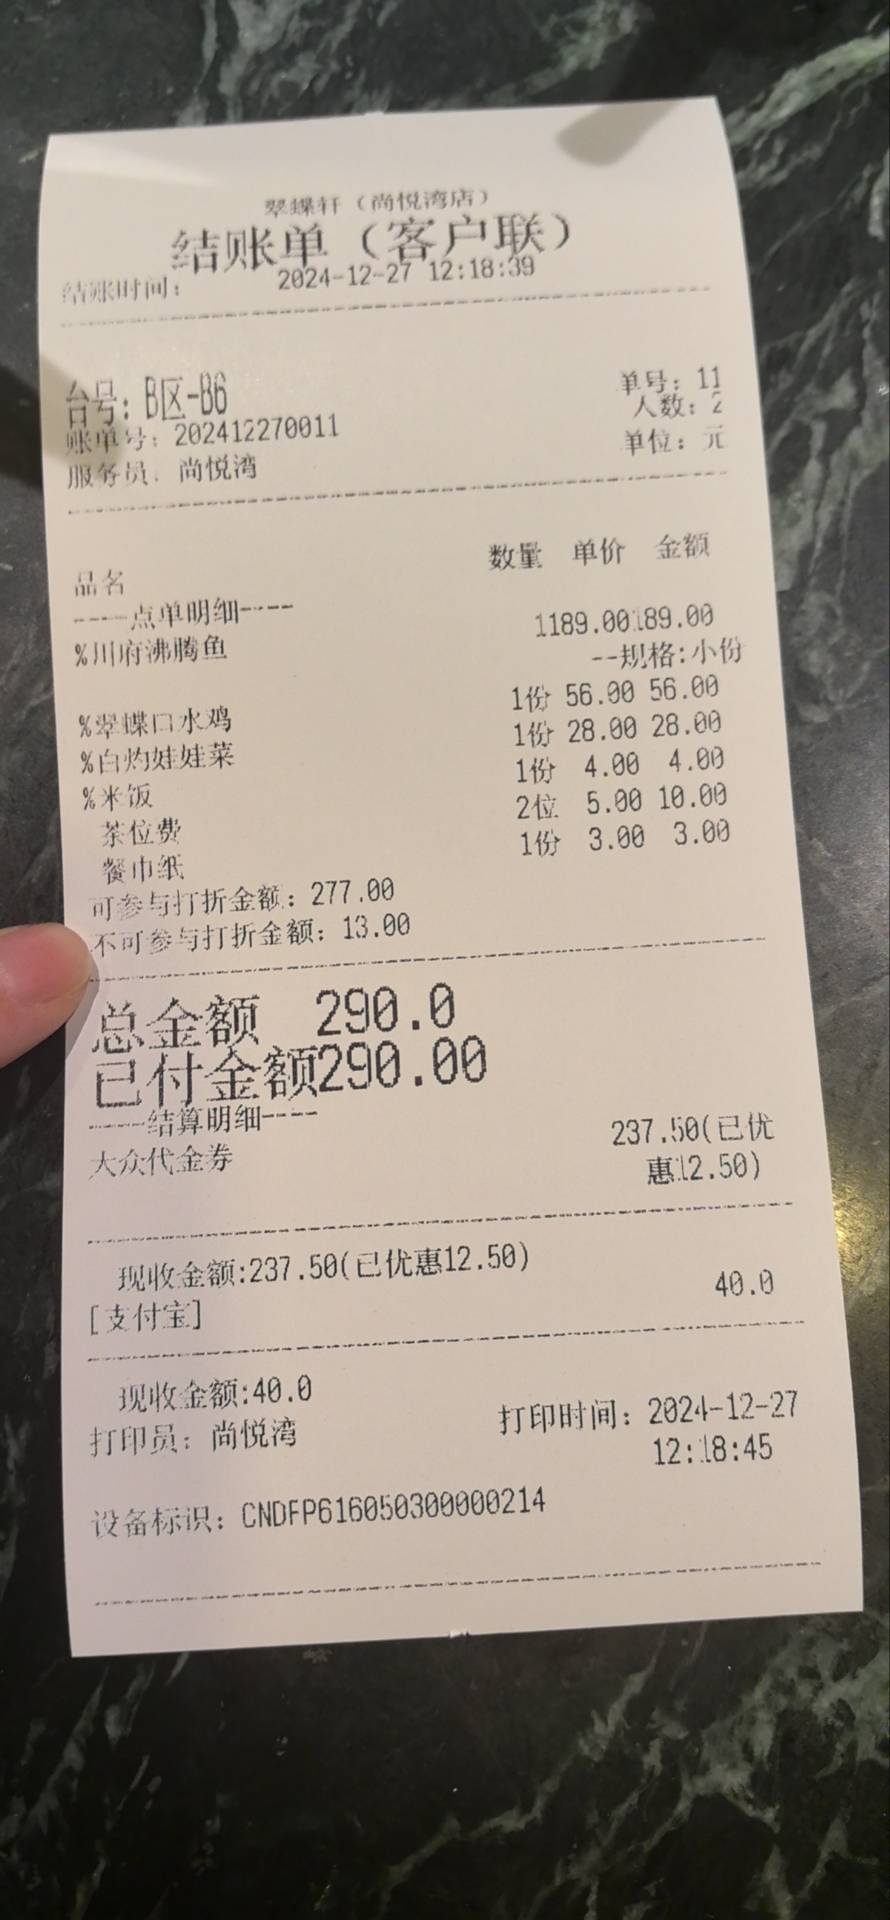 翠蝶轩（尚悦湾店）
结账单（客户联）
结账时间： 2024-12-27 12:18:39
台号：B区-B6 单号：11
人数：2
账单号：202412270011
服务员：尚悦湾 单位：元
品名 数量 单价 金额
----点单明细----
%川府沸腾鱼 1189.00189.00
--规格:小份
%翠蝶口水鸡 1份 56.00 56.00
%白灼娃娃菜 1份 28.00 28.00
%米饭 1份 4.00 4.00
茶位费 2位 5.00 10.00
餐巾纸 1份 3.00 3.00
可参与打折金额：277.00
不可参与打折金额：13.00
总金额 290.0
已付金额290.00
----结算明细----
大众代金券 237.50(已优
惠12.50)
现收金额:237.50(已优惠12.50)
[支付宝] 40.0
现收金额:40.0
打印员：尚悦湾 打印时间：2024-12-27
12:18:45
设备标识：CNDFP616050300000214